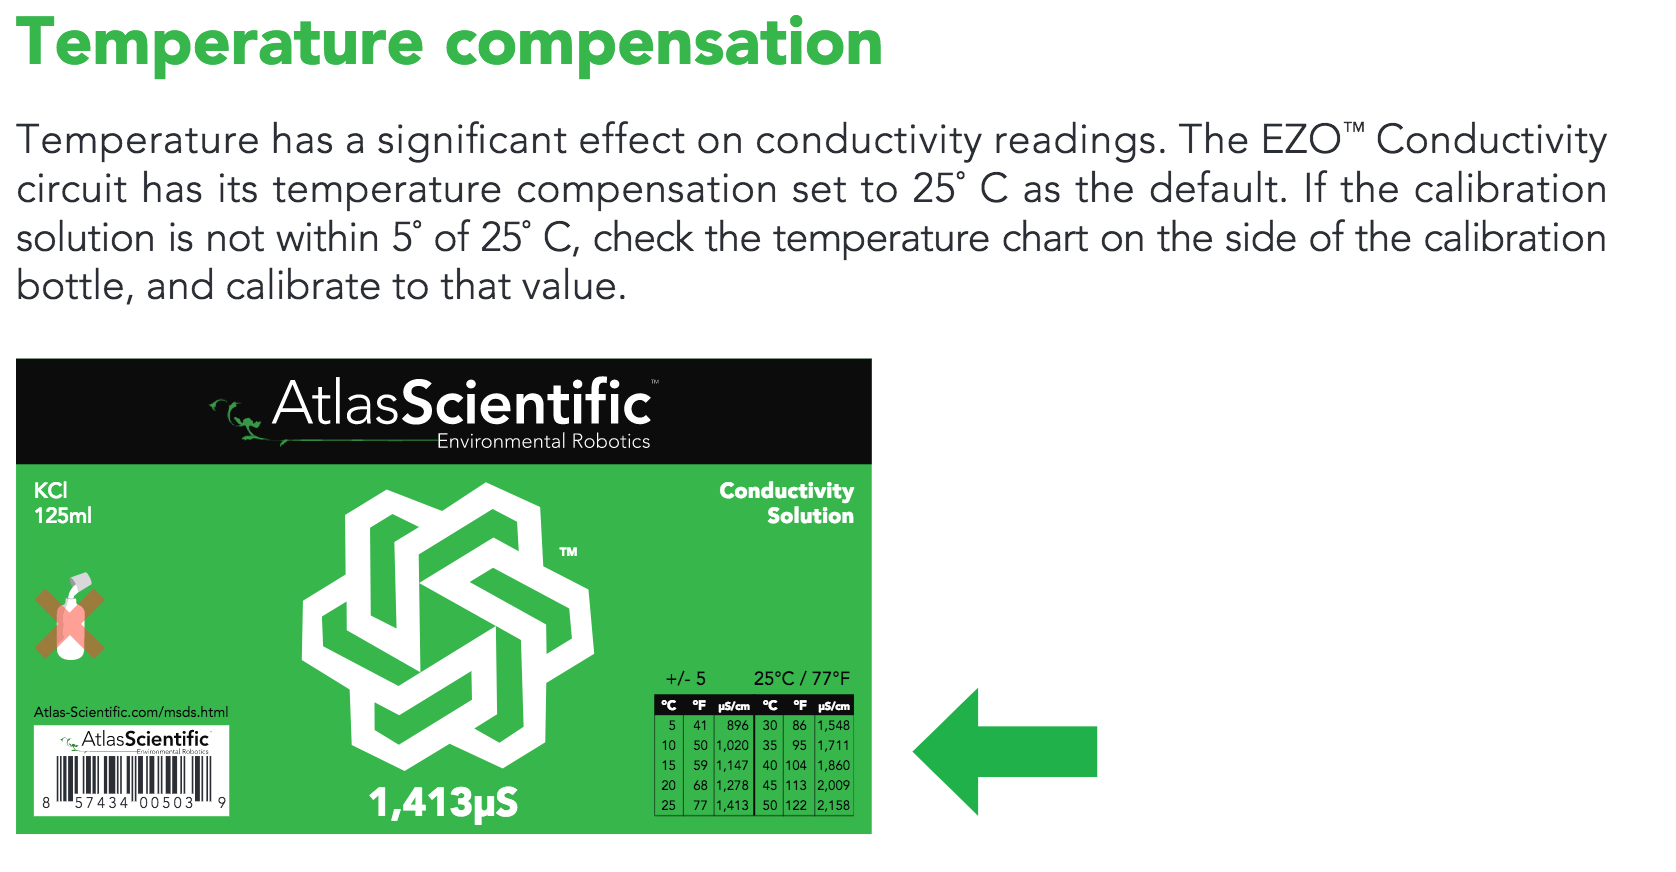 Temperature compensation
Temperature has a significant effect on conductivity readings. The EZO™ Conductivity
circuit has its temperature compensation set to 25˚ C as the default. If the calibration
solution is not within 5˚ of 25˚ C, check the temperature chart on the side of the calibration
bottle, and calibrate to that value.
AtlasScientific™
Environmental Robotics
KCl
125ml
Conductivity
Solution
™
Atlas-Scientific.com/msds.html
AtlasScientific
Environmental Robotics
8 57434 00503 9
1,413µS
+/- 5 25°C / 77°F
°C °F µS/cm °C °F µS/cm
5 41 896 30 86 1,548
10 50 1,020 35 95 1,711
15 59 1,147 40 104 1,860
20 68 1,278 45 113 2,009
25 77 1,413 50 122 2,158